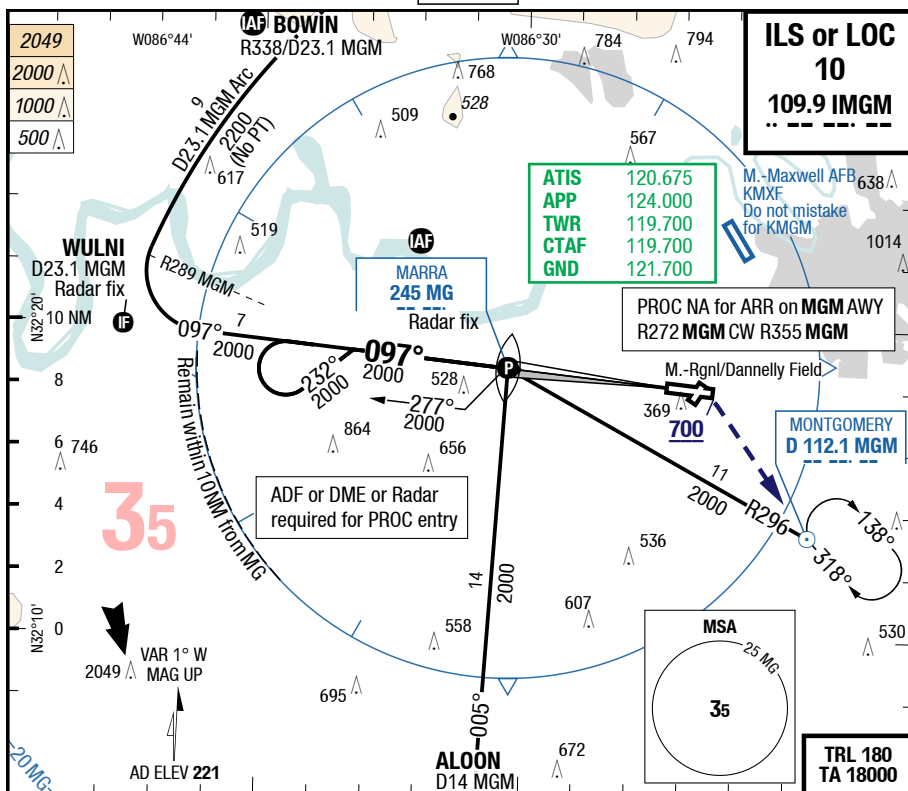 2049
2000
1000
500
W086°44'
IAF BOWIN
R338/D23.1 MGM
W086°30'
784
794
768
528
509
567
ILS or LOC
10
109.9 IMGM
9
D23.1 MGM Arc
2200
(No PT)
617
519
ATIS 120.675
APP 124.000
TWR 119.700
CTAF 119.700
GND 121.700
M.-Maxwell AFB
KMXF
Do not mistake
for KMGM
638
1014
WULNI
D23.1 MGM
Radar fix
IF
R289 MGM
IAF
MARRA
245 MG
Radar fix
PROC NA for ARR on MGM AWY
R272 MGM CW R355 MGM
N32°20'
10 NM
8
6
4
2
0
N32°10'
097°
7
2000
232°
2000
097°
2000
277°
2000
528
P
M.-Rgnl/Dannelly Field
369
700
MONTGOMERY
D 112.1 MGM
11
2000
R296
138°
318°
746
864
656
35
Remain within 10 NM from MG
ADF or DME or Radar
required for PROC entry
14
2000
536
607
558
530
2049
VAR 1° W
MAG UP
695
672
005°
ALOON
D14 MGM
MSA
25 MG
35
20 MG
AD ELEV 221
TRL 180
TA 18000